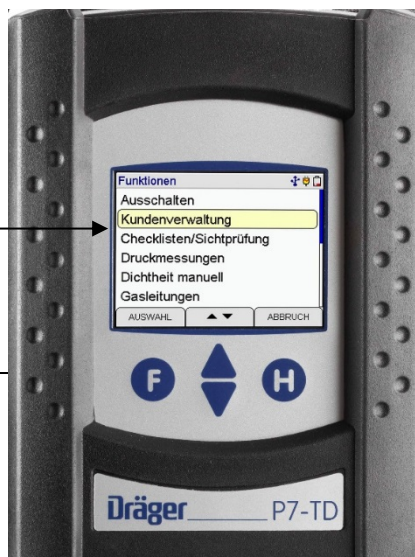 Funktionen
Ausschalten
Kundenverwaltung
Checklisten/Sichtprüfung
Druckmessungen
Dichtheit manuell
Gasleitungen
AUSWAHL ▲ ▼ ABBRUCH
F H
Dräger P7-TD